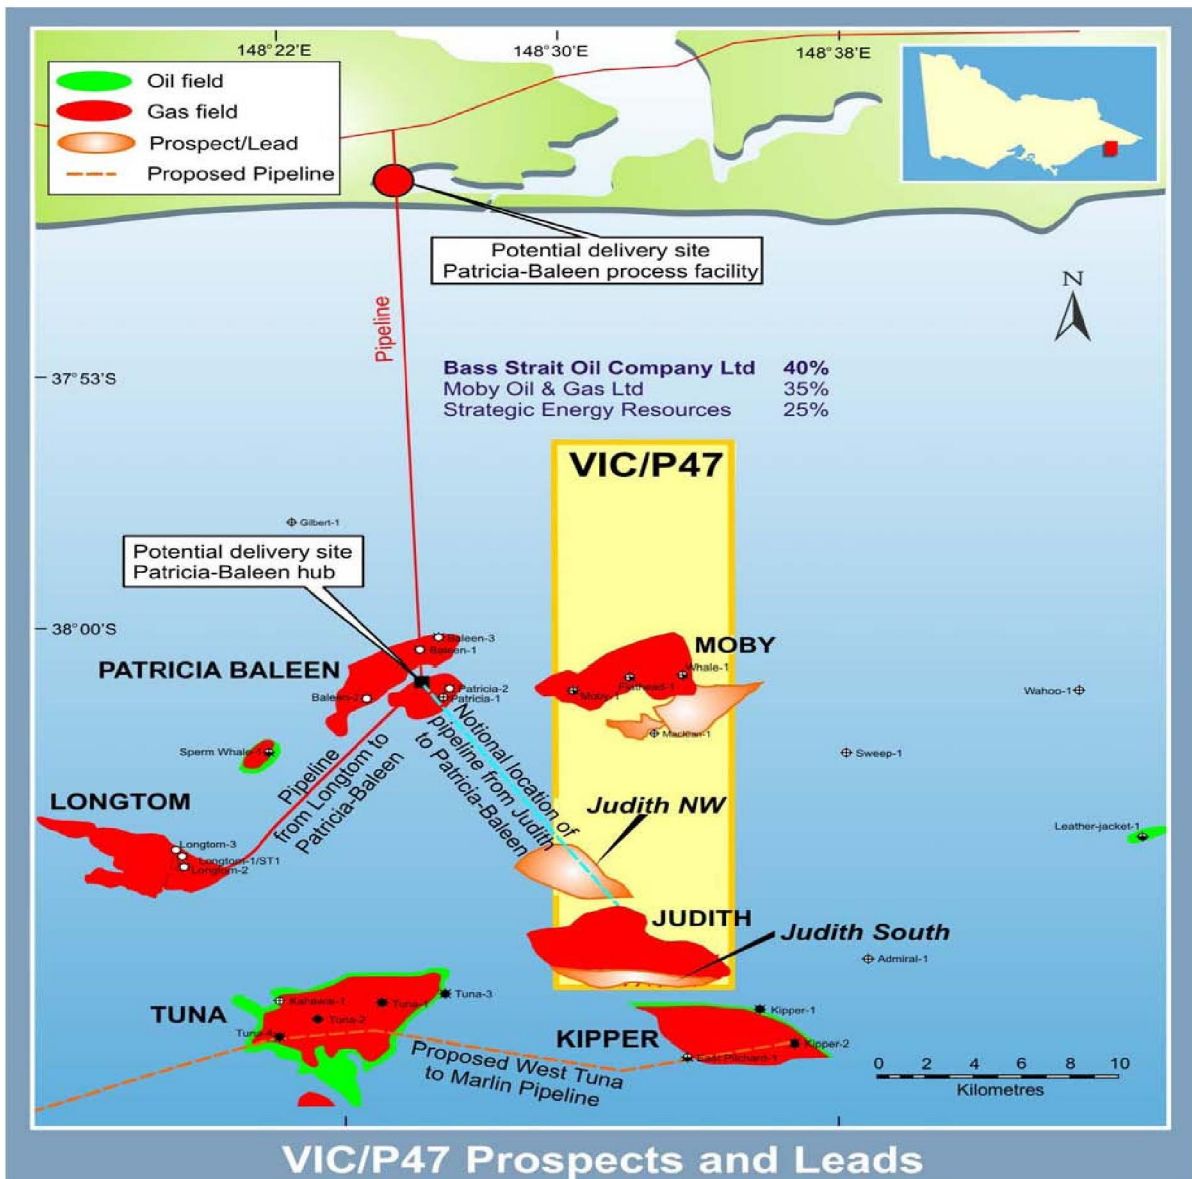 148°22'E
148°30'E
148°38'E
Oil field
Gas field
Prospect/Lead
Proposed Pipeline
Potential delivery site
Patricia-Baleen process facility
N
Pipeline
37°53'S
Bass Strait Oil Company Ltd 40%
Moby Oil & Gas Ltd 35%
Strategic Energy Resources 25%
VIC/P47
Gilbert-1
Potential delivery site
Patricia-Baleen hub
38°00'S
Baleen-3
Baleen-1
PATRICIA BALEEN
MOBY
Whale-1
Flathead-1
Moby-1
Patricia-2
Patricia-1
Baleen-2
Wahoo-1
Maclean-1
Sperm Whale-1
Sweep-1
Pipeline
from Longtom to
Patricia-Baleen
Notional location of
pipeline from Judith
to Patricia-Baleen
LONGTOM
Judith NW
Leather-jacket-1
Longtom-3
Longtom-1/ST1
Longtom-2
JUDITH
Judith South
Admiral-1
TUNA
Kahawai-1
Tuna-1
Tuna-3
Tuna-2
Tuna-4
KIPPER
Kipper-1
Kipper-2
East Pilchard-1
Proposed West Tuna
to Marlin Pipeline
0 2 4 6 8 10
Kilometres
VIC/P47 Prospects and Leads